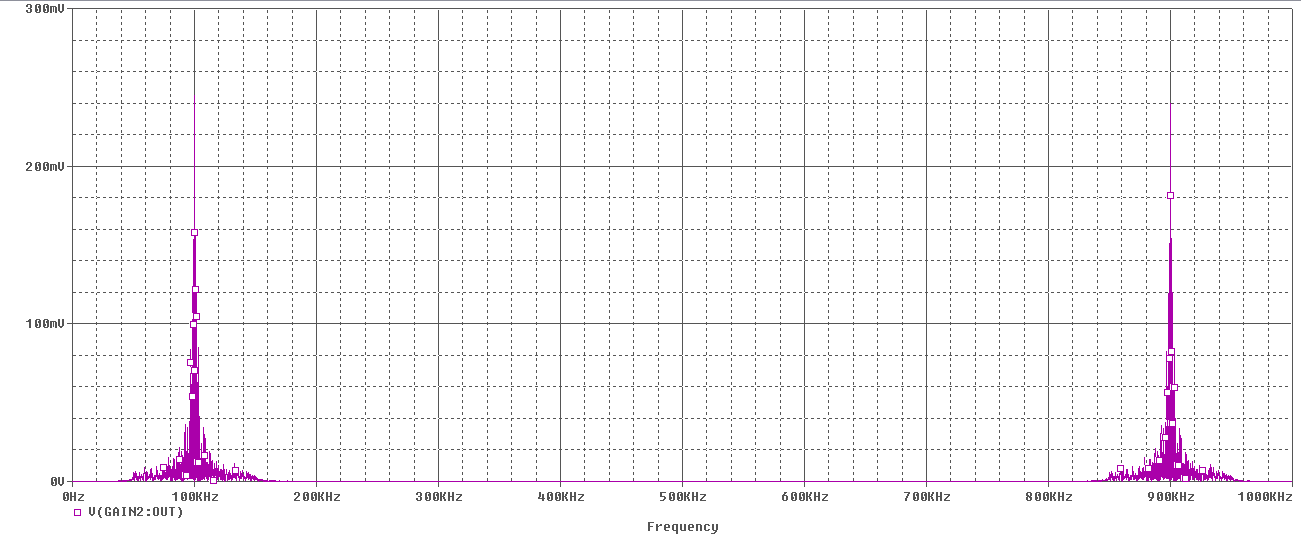 300mV
200mV
100mV
0V
0Hz 100KHz 200KHz 300KHz 400KHz 500KHz 600KHz 700KHz 800KHz 900KHz 1000KHz
V(GAIN2:OUT)
Frequency